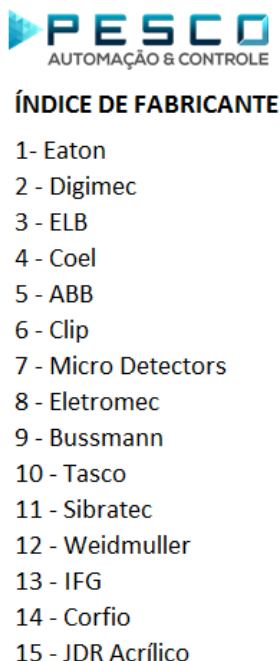 PESCO
AUTOMAÇÃO & CONTROLE
ÍNDICE DE FABRICANTE
1- Eaton
2 - Digimec
3 - ELB
4 - Coel
5 - ABB
6 - Clip
7 - Micro Detectors
8 - Eletromec
9 - Bussmann
10 - Tasco
11 - Sibratec
12 - Weidmuller
13 - IFG
14 - Corfio
15 - JDR Acrílico